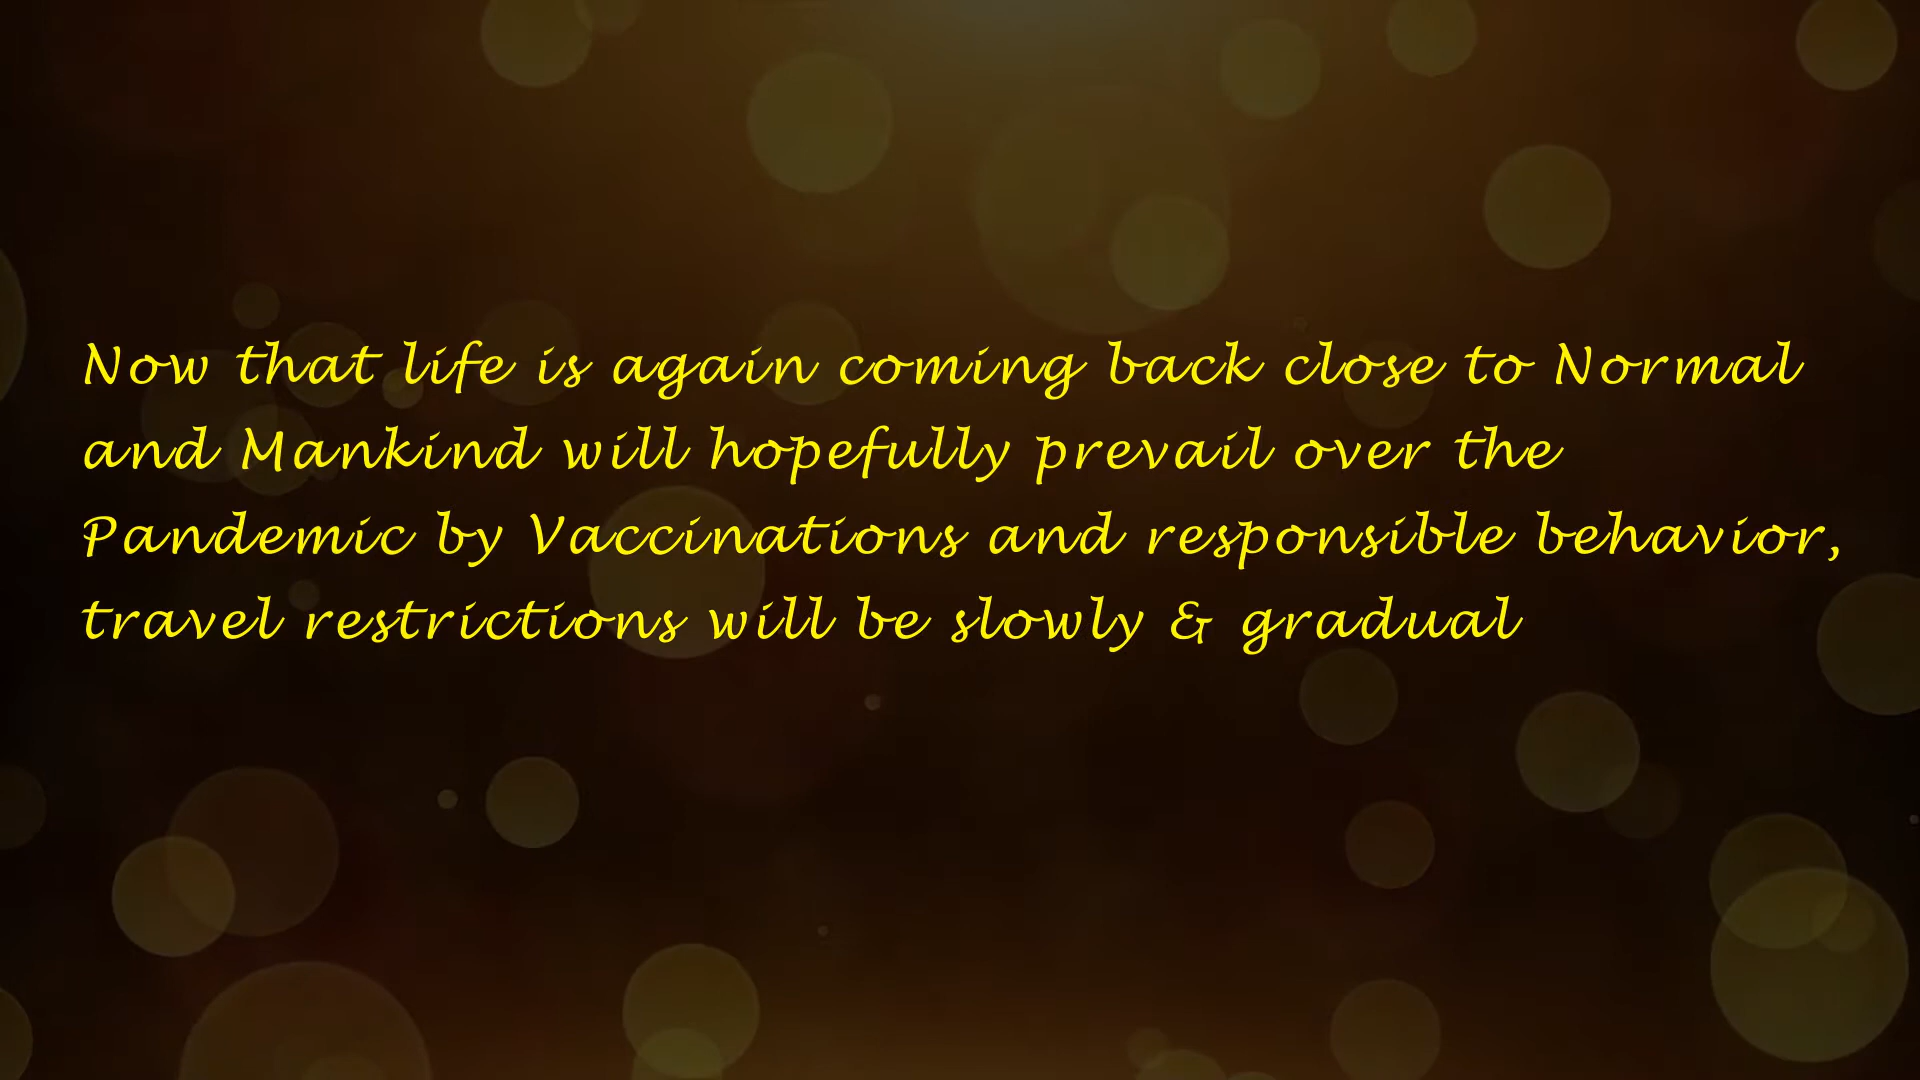 Now that life is again coming back close to Normal
and Mankind will hopefully prevail over the
Pandemic by Vaccinations and responsible behavior,
travel restrictions will be slowly & gradual